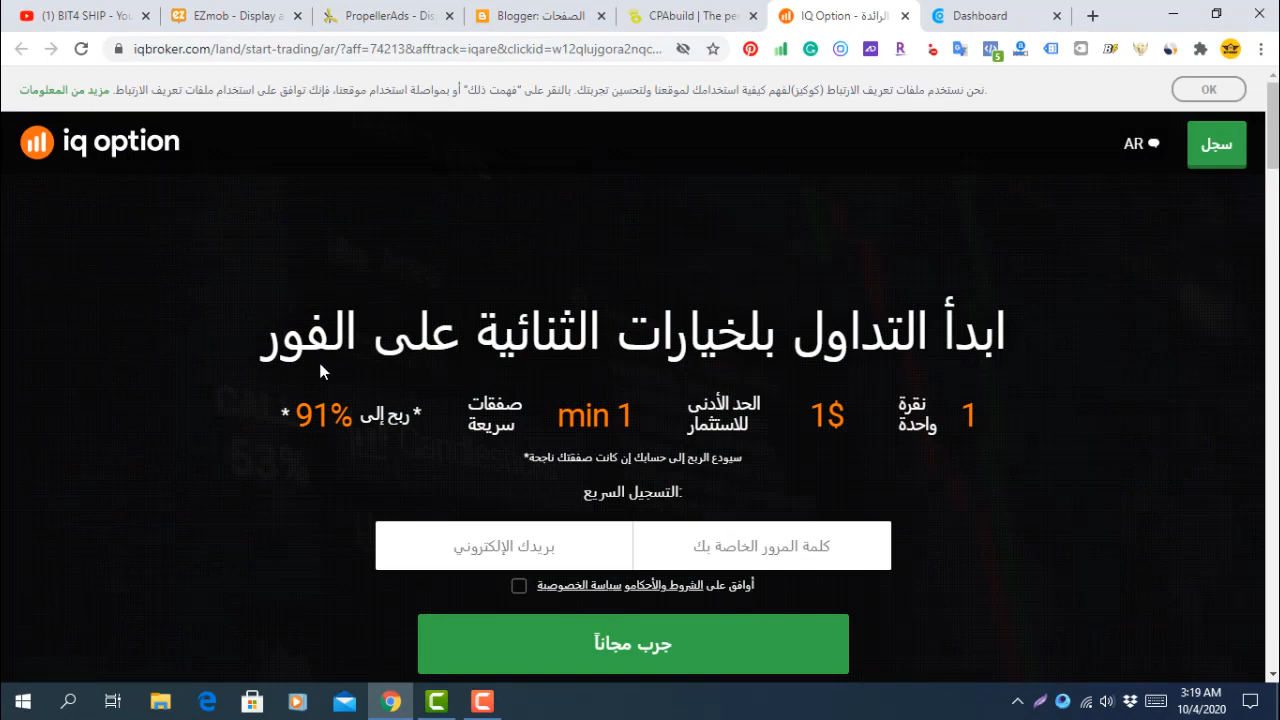 (1) BIT4 SHIP - You
EZmob - Display a
PropellerAds - Dis
Blogger: الصفحات
CPAbuild | The pe
IQ Option - الرائدة
Dashboard
iqbroker.com/land/start-trading/ar/?aff=74213&afftrack=iqare&clickid=w12qlujgora2nqc...
نحن نستخدم ملفات تعريف الارتباط (كوكيز)لفهم كيفية استخدامك لموقعنا ولتحسين تجربتك. بالنقر على "فهمت ذلك" أو بمواصلة استخدام موقعنا، فإنك توافق على استخدام ملفات تعريف الارتباط. مزيد من المعلومات.
OK
iq option
AR
سجل
ابدأ التداول بلخيارات الثنائية على الفور
1 نقرة واحدة
1$ الحد الأدنى للاستثمار
1 min صفقات سريعة
* ربح إلى 91% *
سيودع الربح إلى حسابك إن كانت صفقتك ناجحة*
التسجيل السريع:
بريدك الإلكتروني
كلمة المرور الخاصة بك
أوافق على الشروط والأحكامو سياسة الخصوصية
جرب مجاناً
3:19 AM
10/4/2020